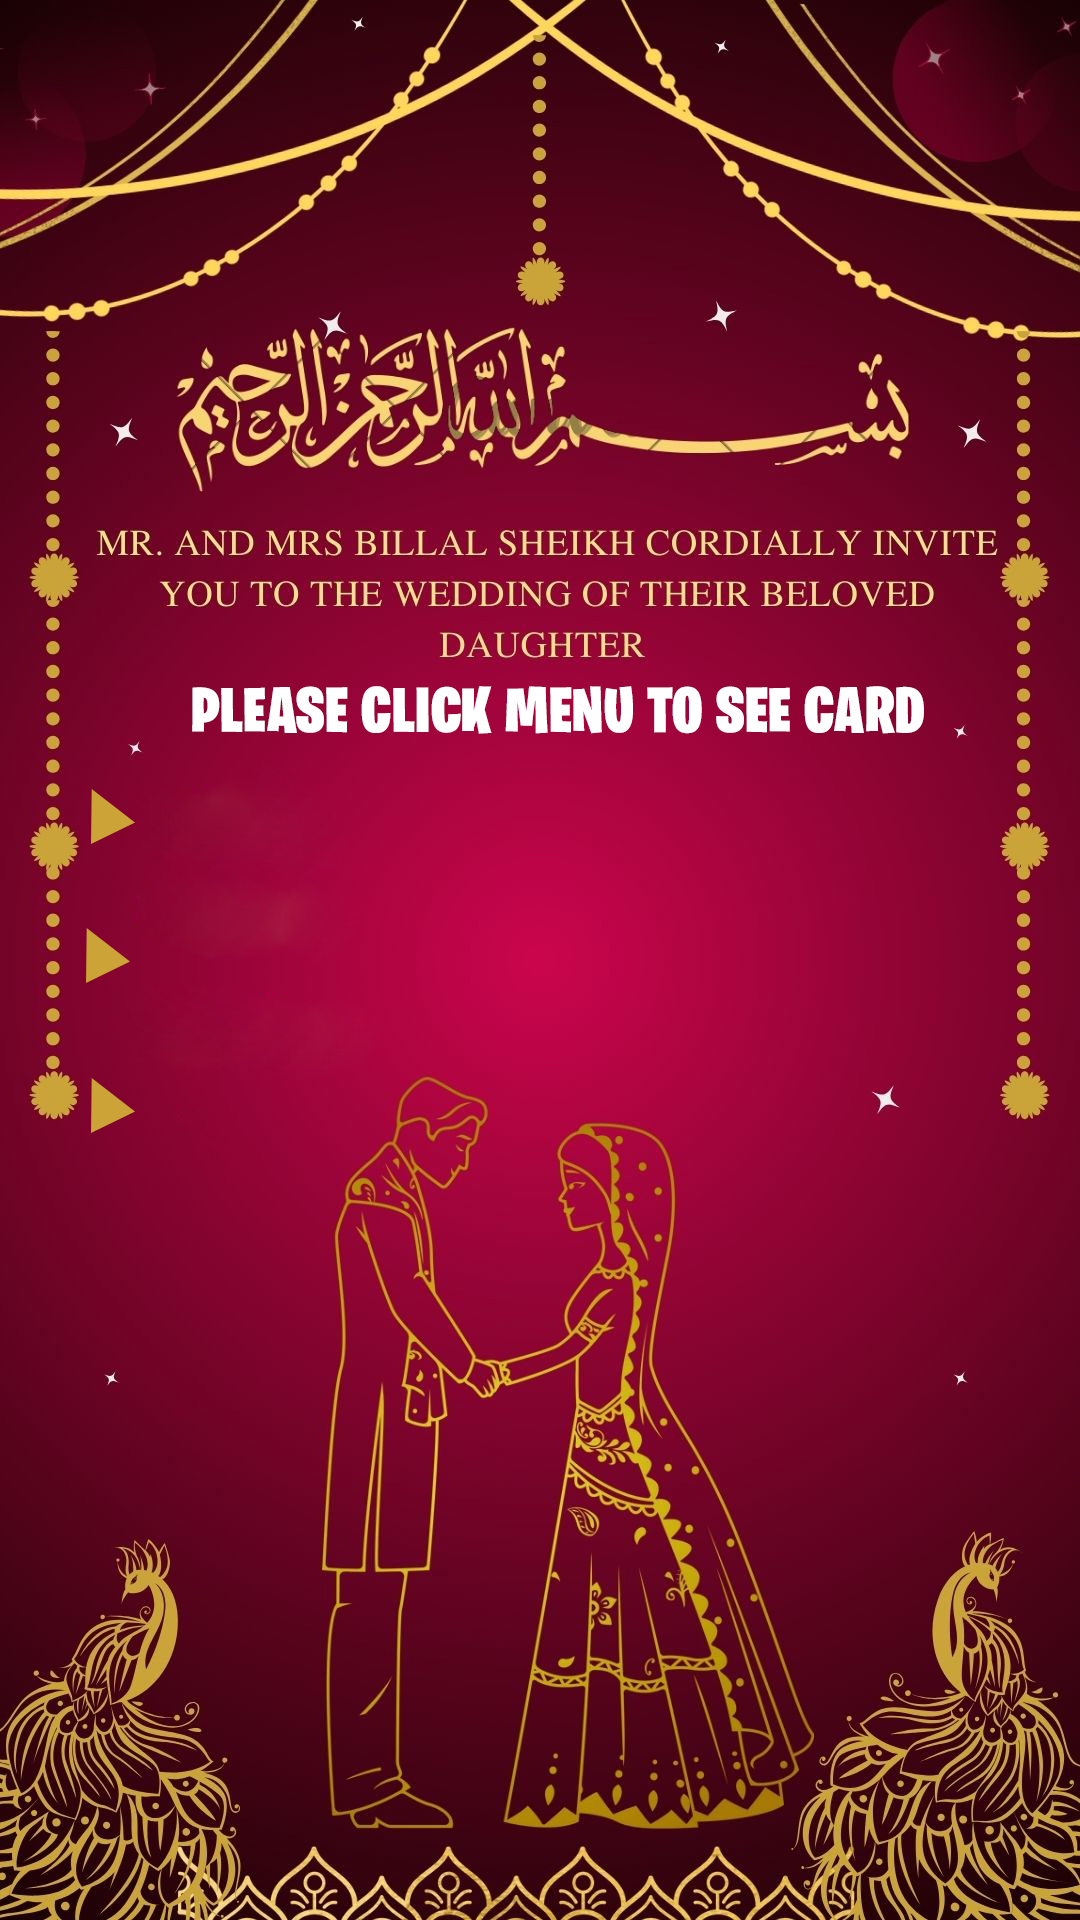 بسم الله الرحمن الرحيم
MR. AND MRS BILLAL SHEIKH CORDIALLY INVITE
YOU TO THE WEDDING OF THEIR BELOVED
DAUGHTER
PLEASE CLICK MENU TO SEE CARD